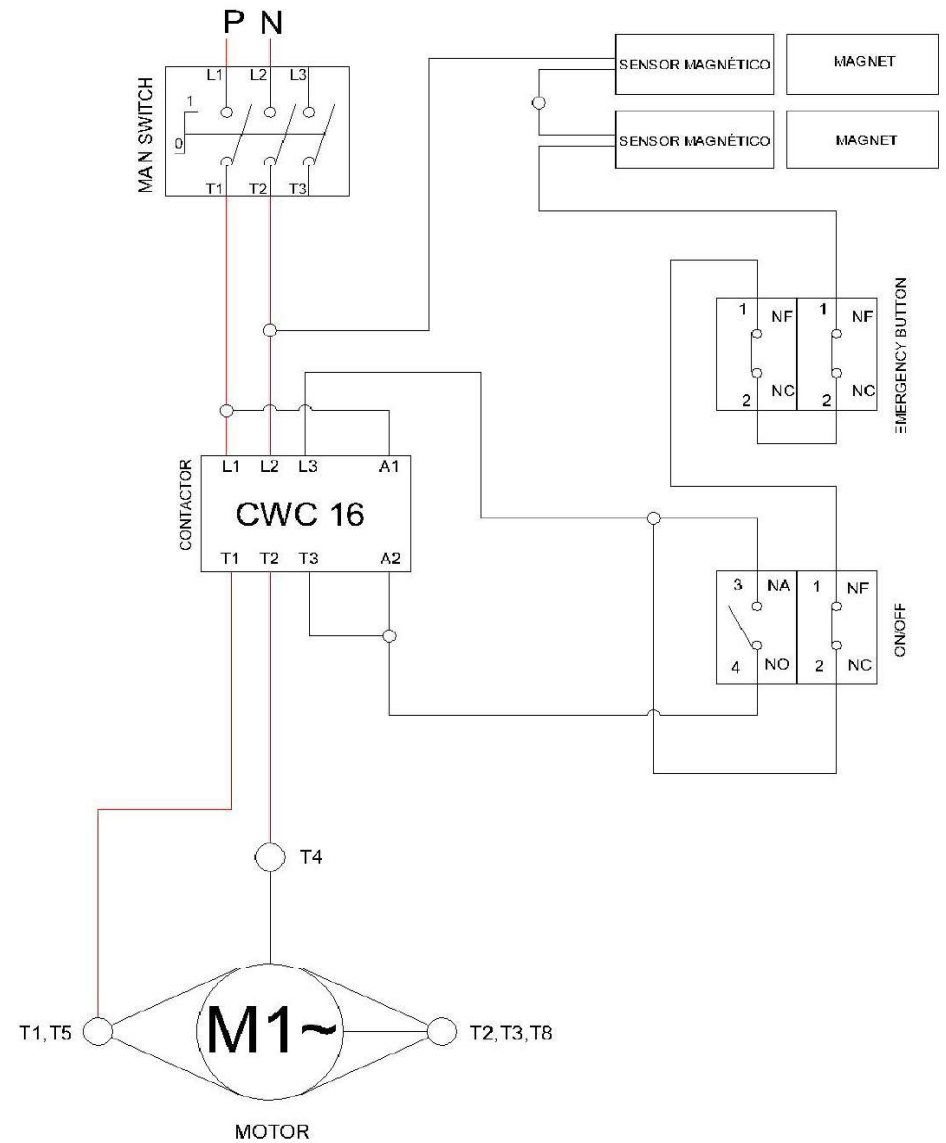 P N
L1 L2 L3
1
0
MAIN SWITCH
T1 T2 T3
SENSOR MAGNÉTICO
MAGNET
SENSOR MAGNÉTICO
MAGNET
1 NF 1 NF
2 NC 2 NC
EMERGENCY BUTTON
L1 L2 L3 A1
CWC 16
CONTACTOR
T1 T2 T3 A2
3 NA 1 NF
4 NO 2 NC
ON/OFF
T4
T1,T5
M1~
T2,T3,T8
MOTOR